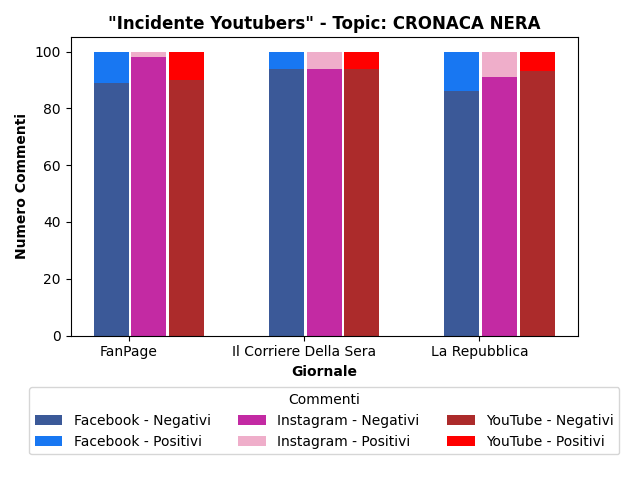 "Incidente Youtubers" - Topic: CRONACA NERA
Numero Commenti
100
80
60
40
20
0
FanPage Il Corriere Della Sera La Repubblica
Giornale
Commenti
Facebook - Negativi Instagram - Negativi YouTube - Negativi
Facebook - Positivi Instagram - Positivi YouTube - Positivi